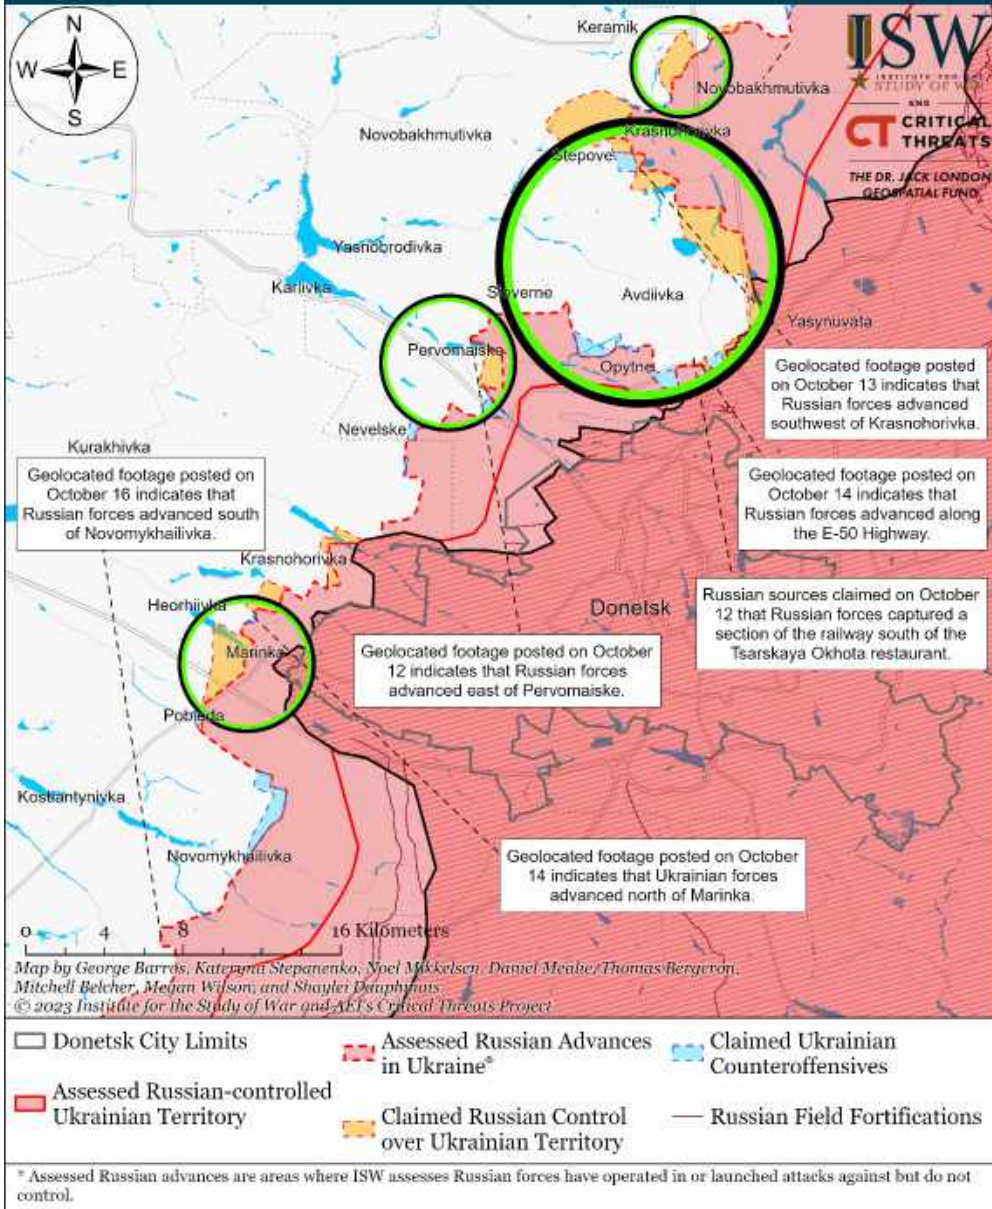 N
W
E
S
ISW
INSTITUTE FOR THE
STUDY OF WAR
AND
CT CRITICAL
THREATS
THE DR. JACK LONDON
GEOSPATIAL FUND
Keramik
Novobakhmutivka
Krasnohorivka
Novobakhmutivka
Stepove
Yasnobrodivka
Karlivka
Sieverne
Avdiivka
Yasynuvata
Pervomaiske
Opytne
Nevelske
Geolocated footage posted
on October 13 indicates that
Russian forces advanced
southwest of Krasnohorivka.
Kurakhivka
Geolocated footage posted on
October 16 indicates that
Russian forces advanced south
of Novomykhailivka.
Geolocated footage posted on
October 14 indicates that
Russian forces advanced along
the E-50 Highway.
Krasnohorivka
Heorhiivka
Donetsk
Russian sources claimed on October
12 that Russian forces captured a
section of the railway south of the
Tsarskaya Okhota restaurant.
Marinka
Geolocated footage posted on October
12 indicates that Russian forces
advanced east of Pervomaiske.
Pobieda
Kostiantynivka
Novomykhailivka
Geolocated footage posted on October
14 indicates that Ukrainian forces
advanced north of Marinka.
0 4 8 16 Kilometers
Map by George Barros, Kateryna Stepanenko, Noel Mikkelsen, Daniel Mealie, Thomas Bergeron,
Mitchell Belcher, Megan Wilson, and Shaylei Dauphinais
© 2023 Institute for the Study of War and AEI's Critical Threats Project
Donetsk City Limits
Assessed Russian-controlled
Ukrainian Territory
Assessed Russian Advances
in Ukraine*
Claimed Russian Control
over Ukrainian Territory
Claimed Ukrainian
Counteroffensives
Russian Field Fortifications
* Assessed Russian advances are areas where ISW assesses Russian forces have operated in or launched attacks against but do not
control.